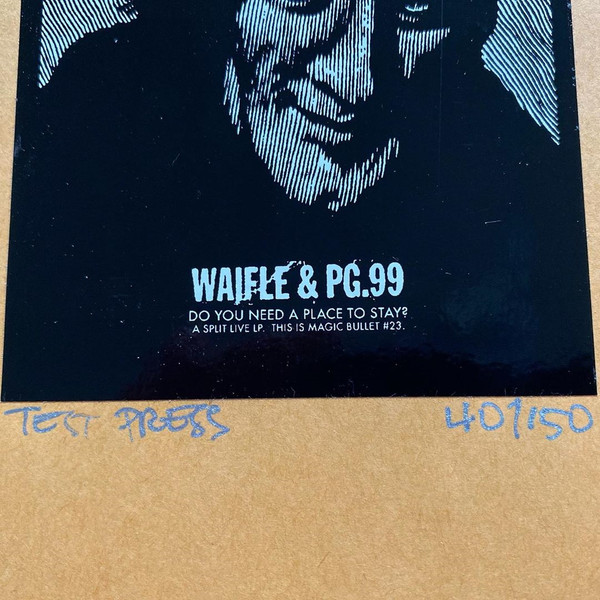 WAIFLE & PG.99
DO YOU NEED A PLACE TO STAY?
A SPLIT LIVE LP. THIS IS MAGIC BULLET #23.
TEST PRESS 40/150